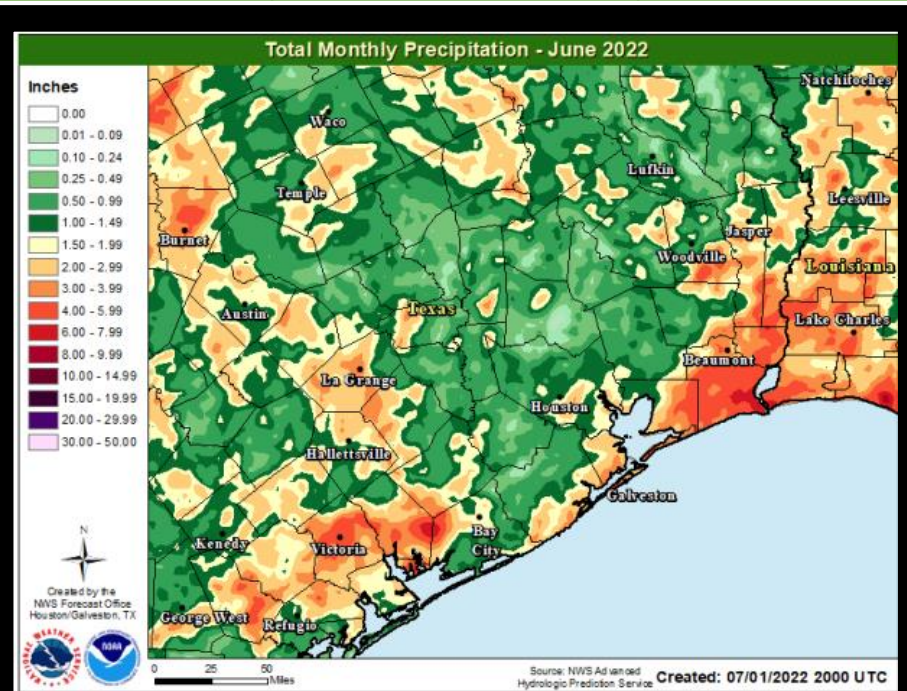 Total Monthly Precipitation - June 2022
Inches
0.00
0.01 - 0.09
0.10 - 0.24
0.25 - 0.49
0.50 - 0.99
1.00 - 1.49
1.50 - 1.99
2.00 - 2.99
3.00 - 3.99
4.00 - 5.99
6.00 - 7.99
8.00 - 9.99
10.00 - 14.99
15.00 - 19.99
20.00 - 29.99
30.00 - 50.00
Natchitoches
Waco
Lufkin
Temple
Leesville
Jasper
Burnet
Woodville
Louisiana
Austin
Texas
Lake Charles
Beaumont
La Grange
Houston
Hallettsville
Galveston
Bay
City
Kenedy
Victoria
George West
Refugio
N
Created by the
NWS Forecast Office
Houston/Galveston, TX
NATIONAL WEATHER SERVICE
NOAA
0 25 50
Miles
Source: NWS Advanced
Hydrologic Prediction Service
Created: 07/01/2022 2000 UTC